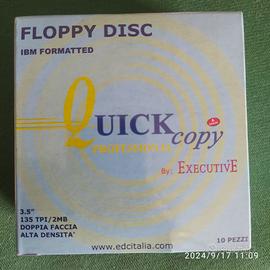 FLOPPY DISC
IBM FORMATTED
QUICK
copy
PROFESSIONAL
By: EXECUTIVE
3.5"
135 TPI/2MB
DOPPIA FACCIA
ALTA DENSITA'
10 PEZZI
www.edcitalia.com
2024/9/17 11:09